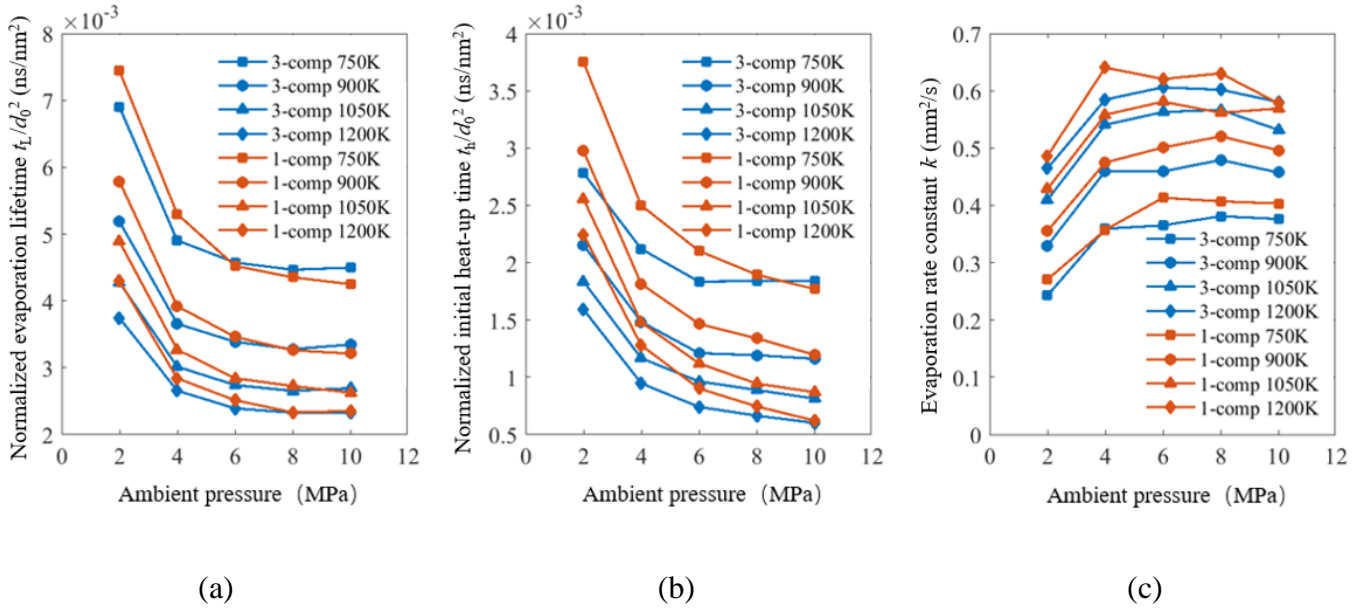 ×10⁻³
Normalized evaporation lifetime t_L/d₀² (ns/nm²)
8
7
6
5
4
3
2
3-comp 750K
3-comp 900K
3-comp 1050K
3-comp 1200K
1-comp 750K
1-comp 900K
1-comp 1050K
1-comp 1200K
0 2 4 6 8 10 12
Ambient pressure (MPa)
(a)
×10⁻³
Normalized initial heat-up time t_h/d₀² (ns/nm²)
4
3.5
3
2.5
2
1.5
1
0.5
3-comp 750K
3-comp 900K
3-comp 1050K
3-comp 1200K
1-comp 750K
1-comp 900K
1-comp 1050K
1-comp 1200K
0 2 4 6 8 10 12
Ambient pressure (MPa)
(b)
Evaporation rate constant k (mm²/s)
0.7
0.6
0.5
0.4
0.3
0.2
0.1
0
3-comp 750K
3-comp 900K
3-comp 1050K
3-comp 1200K
1-comp 750K
1-comp 900K
1-comp 1050K
1-comp 1200K
0 2 4 6 8 10 12
Ambient pressure (MPa)
(c)